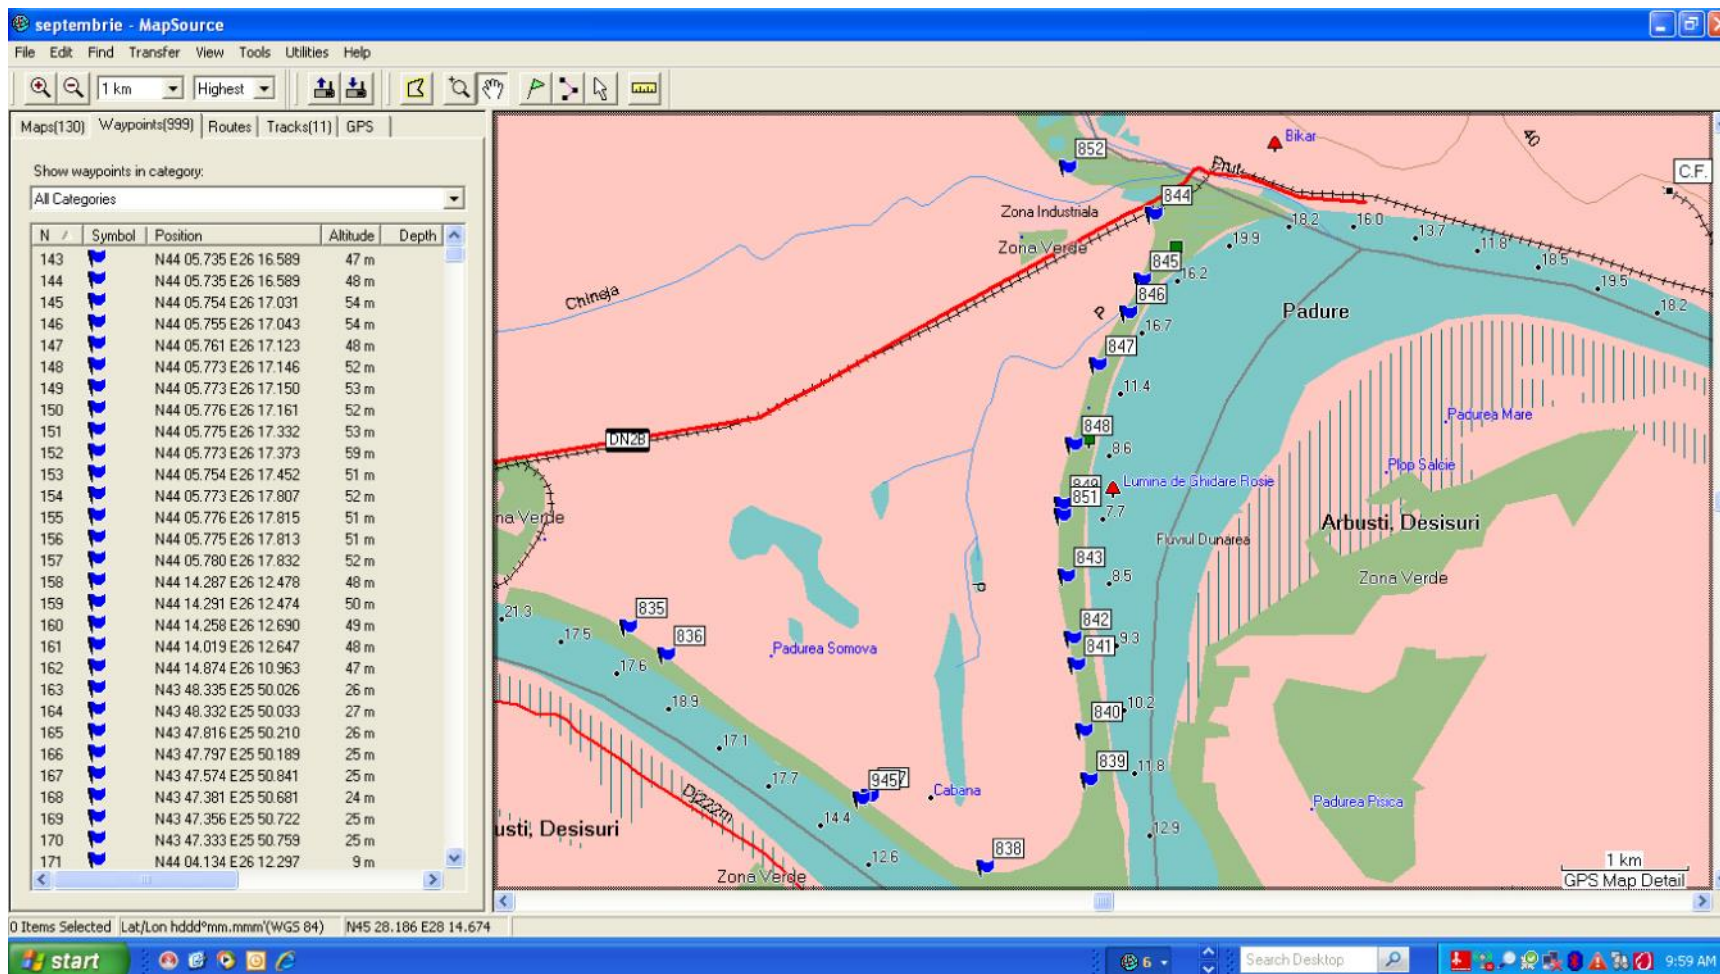 septembrie - MapSource
File Edit Find Transfer View Tools Utilities Help
1 km Highest
Maps(130) Waypoints(999) Routes Tracks(11) GPS
Show waypoints in category:
All Categories
N Symbol Position Altitude Depth
143 N44 05.735 E26 16.589 47 m
144 N44 05.735 E26 16.589 48 m
145 N44 05.754 E26 17.031 54 m
146 N44 05.755 E26 17.043 54 m
147 N44 05.761 E26 17.123 48 m
148 N44 05.773 E26 17.146 52 m
149 N44 05.773 E26 17.150 53 m
150 N44 05.776 E26 17.161 52 m
151 N44 05.775 E26 17.332 53 m
152 N44 05.773 E26 17.373 59 m
153 N44 05.754 E26 17.452 51 m
154 N44 05.773 E26 17.807 52 m
155 N44 05.776 E26 17.815 51 m
156 N44 05.775 E26 17.813 51 m
157 N44 05.780 E26 17.832 52 m
158 N44 14.287 E26 12.478 48 m
159 N44 14.291 E26 12.474 50 m
160 N44 14.258 E26 12.690 49 m
161 N44 14.019 E26 12.647 48 m
162 N44 14.874 E26 10.963 47 m
163 N43 48.335 E25 50.026 26 m
164 N43 48.332 E25 50.033 27 m
165 N43 47.816 E25 50.210 26 m
166 N43 47.797 E25 50.189 25 m
167 N43 47.574 E25 50.841 25 m
168 N43 47.381 E25 50.681 24 m
169 N43 47.356 E25 50.722 25 m
170 N43 47.333 E25 50.759 25 m
171 N44 04.134 E26 12.297 9 m
Bikar
40
852
Prut
C.F.
844
Zona Industriala
18.2
16.0
Zona Verde
19.9
13.7
11.8
845
16.2
18.5
19.5
Chineja
846
P
16.7
Padure
18.2
847
11.4
Padurea Mare
DN2B
848
8.6
Plop Salcie
849
Lumina de Ghidare Rosie
851
7.7
na Verde
Arbusti, Desisuri
Fluviul Dunarea
843
8.5
Zona Verde
P
21.3
835
17.5
836
842
9.3
841
Padurea Somova
17.6
18.9
840
10.2
17.1
839
11.8
17.7
945
Cabana
Dj222m
Padurea Pisica
14.4
usti, Desisuri
12.9
838
12.6
Zona Verde
1 km
GPS Map Detail
0 Items Selected Lat/Lon hddd°mm.mmm'(WGS 84) N45 28.186 E28 14.674
start 6 Search Desktop 9:59 AM